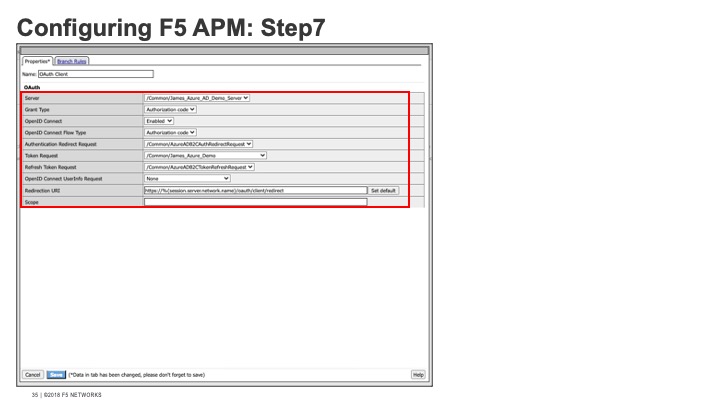 Configuring F5 APM: Step7
Properties* Branch Rules
Name: OAuth Client
OAuth
Server /Common/James_Azure_AD_Demo_Server
Grant Type Authorization code
OpenID Connect Enabled
OpenID Connect Flow Type Authorization code
Authentication Redirect Request /Common/AzureADB2CAuthRedirectRequest
Token Request /Common/James_Azure_Demo
Refresh Token Request /Common/AzureADB2CTokenRefreshRequest
OpenID Connect UserInfo Request None
Redirection URI https://%{session.server.network.name}/oauth/client/redirect Set default
Scope
Cancel Save (*Data in tab has been changed, please don't forget to save) Help
35 | ©2018 F5 NETWORKS